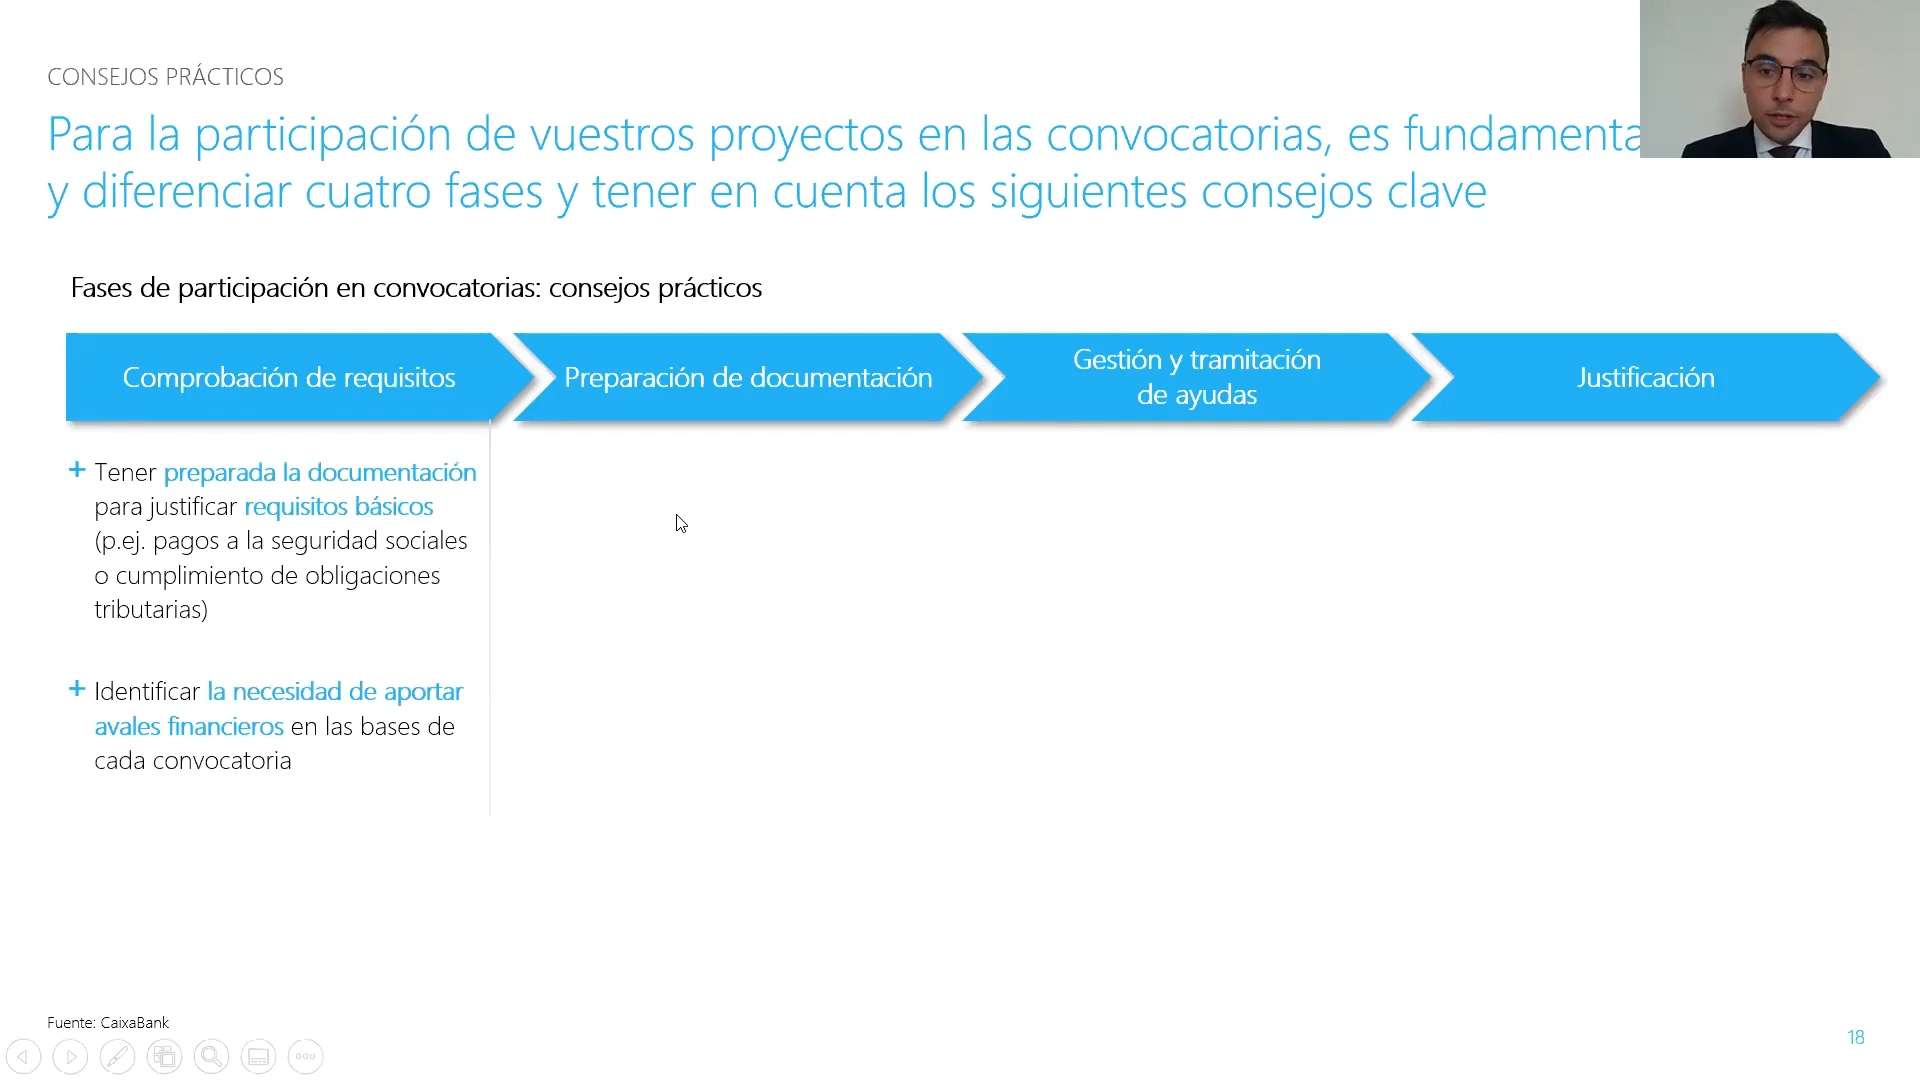 CONSEJOS PRÁCTICOS
Para la participación de vuestros proyectos en las convocatorias, es fundamenta
y diferenciar cuatro fases y tener en cuenta los siguientes consejos clave
Fases de participación en convocatorias: consejos prácticos
Comprobación de requisitos
Preparación de documentación
Gestión y tramitación
de ayudas
Justificación
+ Tener preparada la documentación
para justificar requisitos básicos
(p.ej. pagos a la seguridad sociales
o cumplimiento de obligaciones
tributarias)
+ Identificar la necesidad de aportar
avales financieros en las bases de
cada convocatoria
Fuente: CaixaBank
18